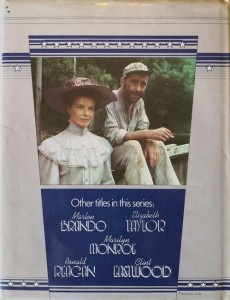 Other titles in this series:
Marlon
BRANDO
Elizabeth
TAYLOR
Marilyn
MONROE
Ronald
REAGAN
Clint
EASTWOOD